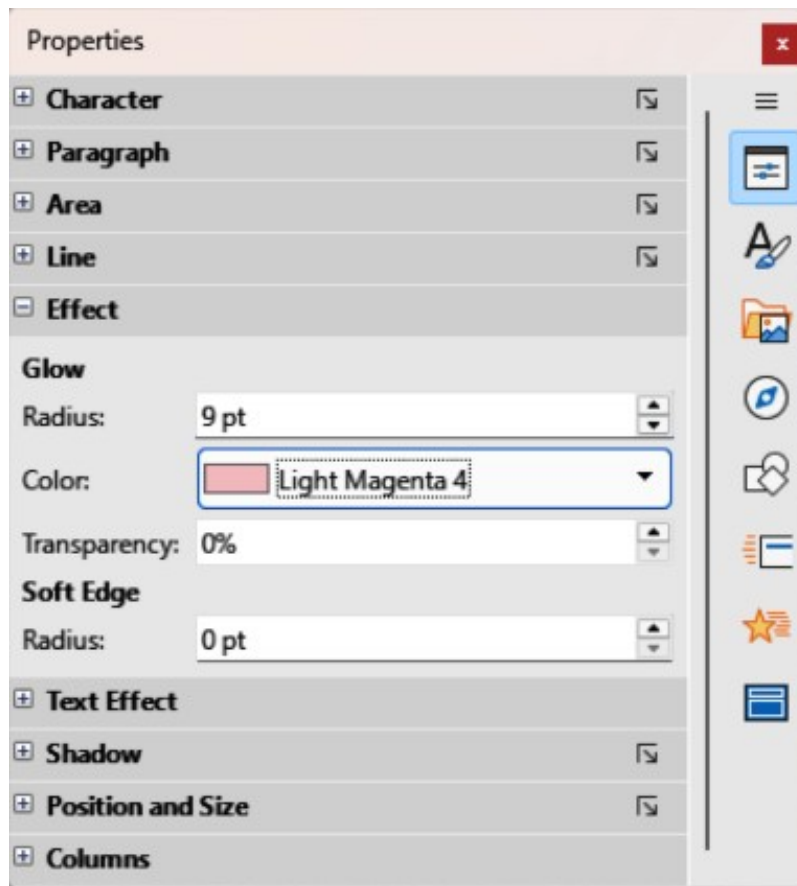 Properties
Character
Paragraph
Area
Line
Effect
Glow
Radius: 9 pt
Color: Light Magenta 4
Transparency: 0%
Soft Edge
Radius: 0 pt
Text Effect
Shadow
Position and Size
Columns